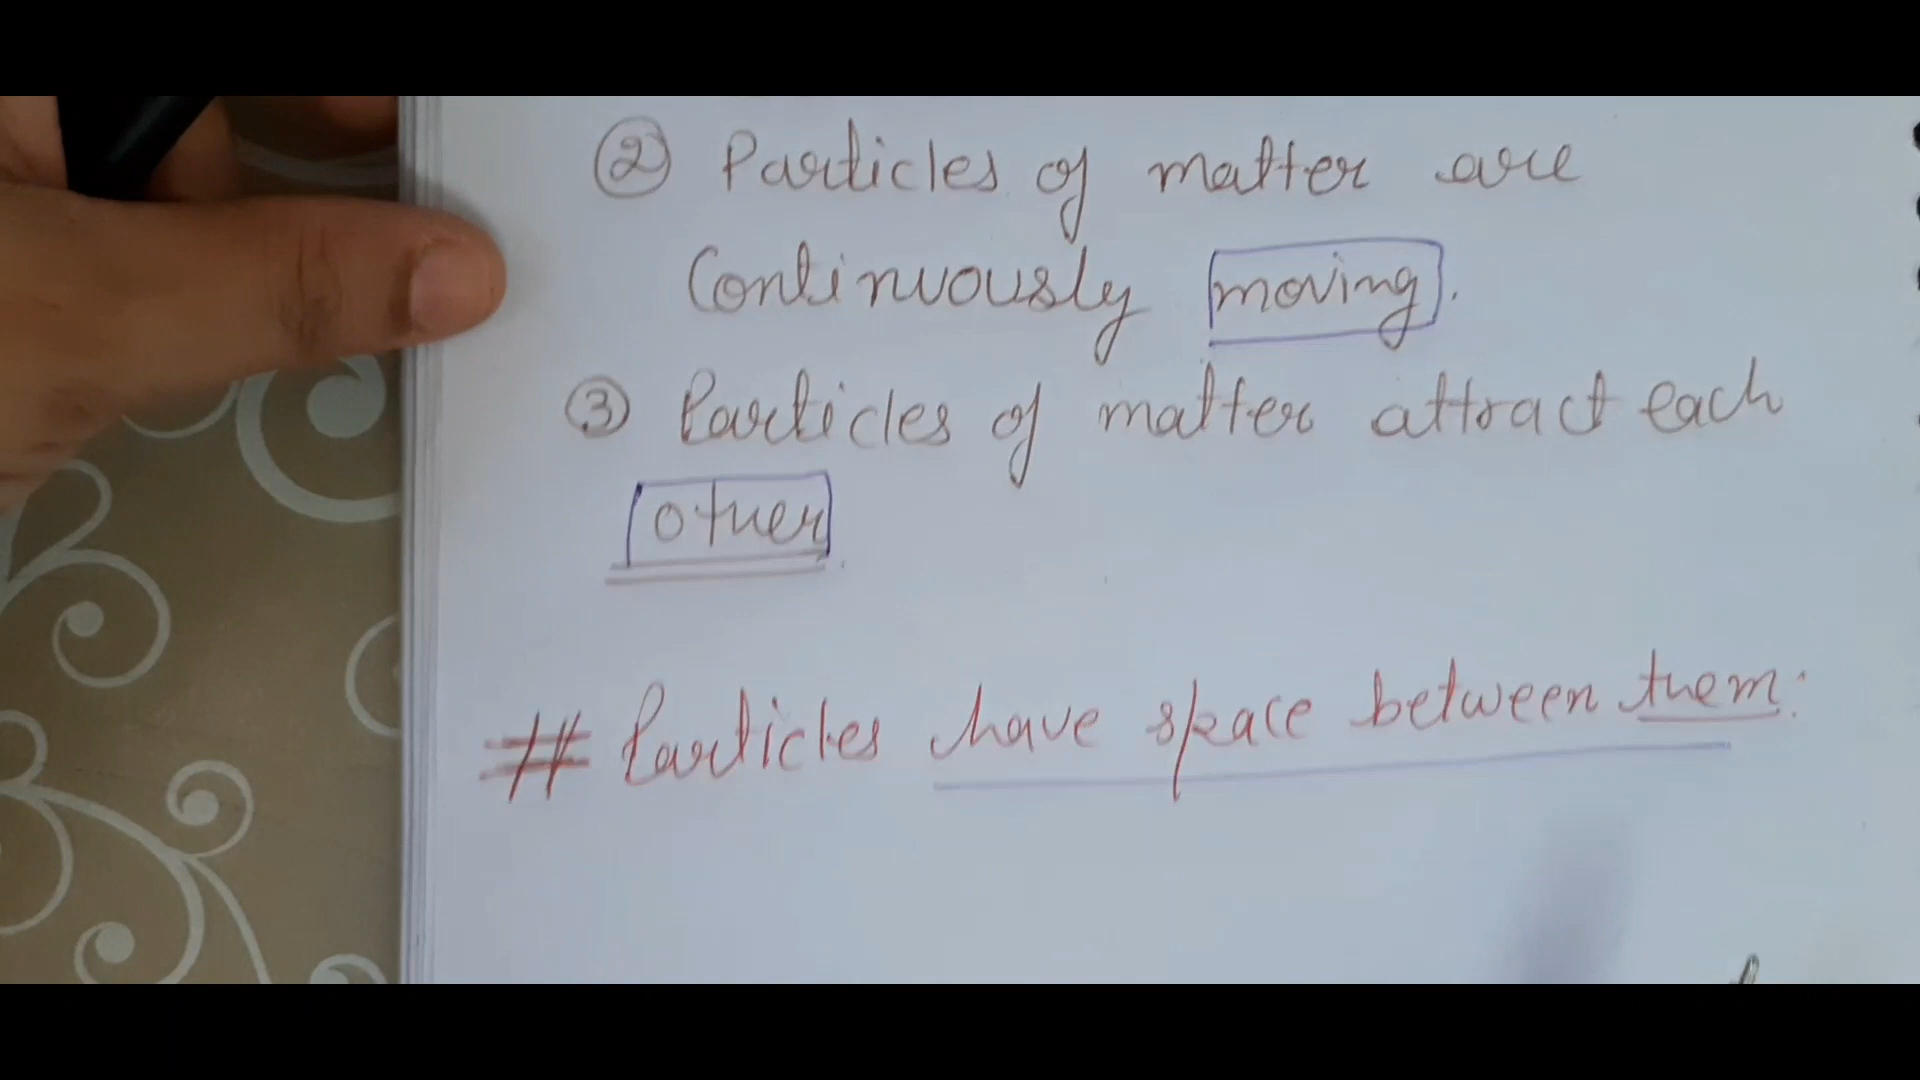 ② Particles of matter are
Continuously moving.
③ Particles of matter attract each
other.
# Particles have space between them.